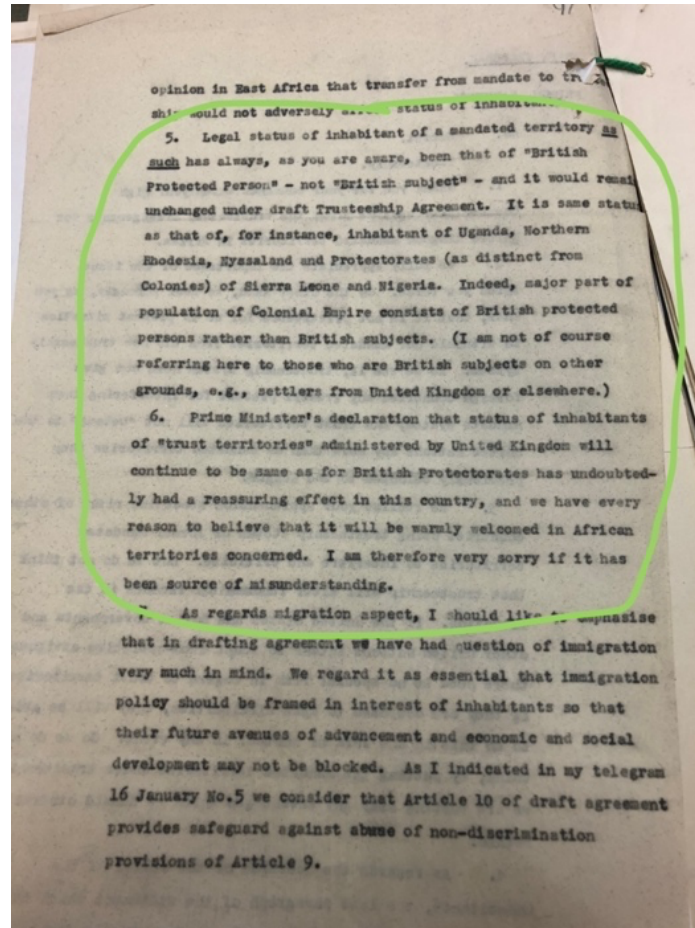 opinion in East Africa that transfer from mandate to
would not adversely status of
5. Legal status of inhabitant of a mandated territory as
such has always, as you are aware, been that of "British
Protected Person" - not "British subject" - and it would remain
unchanged under draft Trusteeship Agreement. It is same status
as that of, for instance, inhabitant of Uganda, Northern
Rhodesia, Nyasaland and Protectorates (as distinct from
Colonies) of Sierra Leone and Nigeria. Indeed, major part of
population of Colonial Empire consists of British protected
persons rather than British subjects. (I am not of course
referring here to those who are British subjects on other
grounds, e.g., settlers from United Kingdom or elsewhere.)
6. Prime Minister's declaration that status of inhabitants
of "trust territories" administered by United Kingdom will
continue to be same as for British Protectorates has undoubted-
ly had a reassuring effect in this country, and we have every
reason to believe that it will be warmly welcomed in African
territories concerned. I am therefore very sorry if it has
been source of misunderstanding.
As regards migration aspect, I should like to emphasise
that in drafting agreement we have had question of immigration
very much in mind. We regard it as essential that immigration
policy should be framed in interest of inhabitants so that
their future avenues of advancement and economic and social
development may not be blocked. As I indicated in my telegram
16 January No.5 we consider that Article 10 of draft agreement
provides safeguard against abuse of non-discrimination
provisions of Article 9.